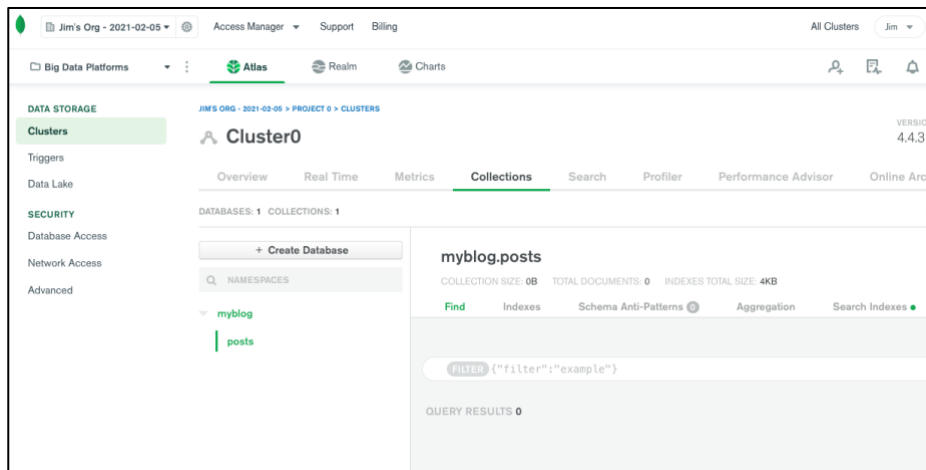 Jim's Org - 2021-02-05 Access Manager Support Billing All Clusters Jim
Big Data Platforms Atlas Realm Charts
DATA STORAGE
Clusters
Triggers
Data Lake
SECURITY
Database Access
Network Access
Advanced
JIM'S ORG - 2021-02-05 > PROJECT 0 > CLUSTERS
Cluster0
VERSIO
4.4.3
Overview Real Time Metrics Collections Search Profiler Performance Advisor Online Arc
DATABASES: 1 COLLECTIONS: 1
+ Create Database
NAMESPACES
myblog
posts
myblog.posts
COLLECTION SIZE: 0B TOTAL DOCUMENTS: 0 INDEXES TOTAL SIZE: 4KB
Find Indexes Schema Anti-Patterns 0 Aggregation Search Indexes
FILTER {"filter":"example"}
QUERY RESULTS 0